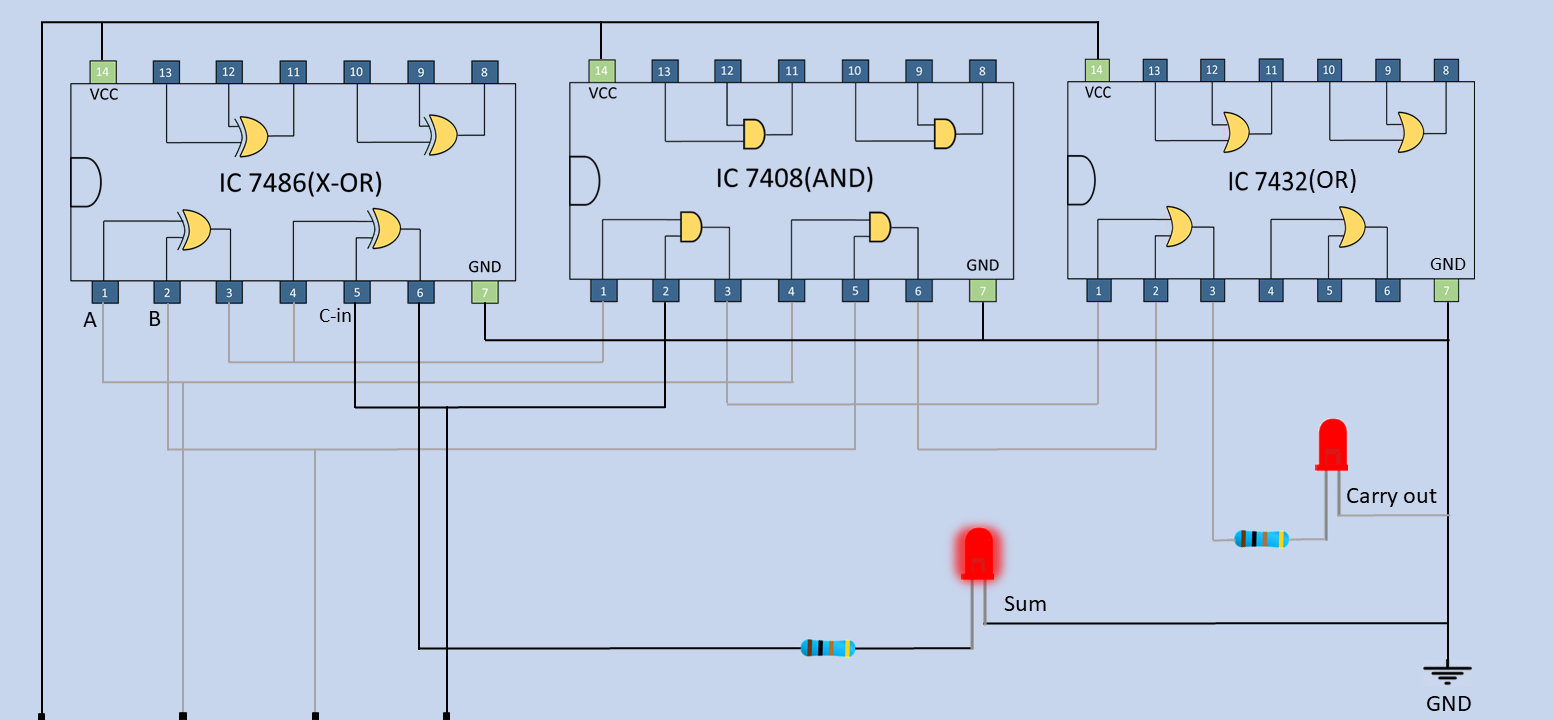 14 13 12 11 10 9 8
VCC
IC 7486(X-OR)
GND
1 2 3 4 5 6 7
A B C-in
14 13 12 11 10 9 8
VCC
IC 7408(AND)
GND
1 2 3 4 5 6 7
14 13 12 11 10 9 8
VCC
IC 7432(OR)
GND
1 2 3 4 5 6 7
Carry out
Sum
GND